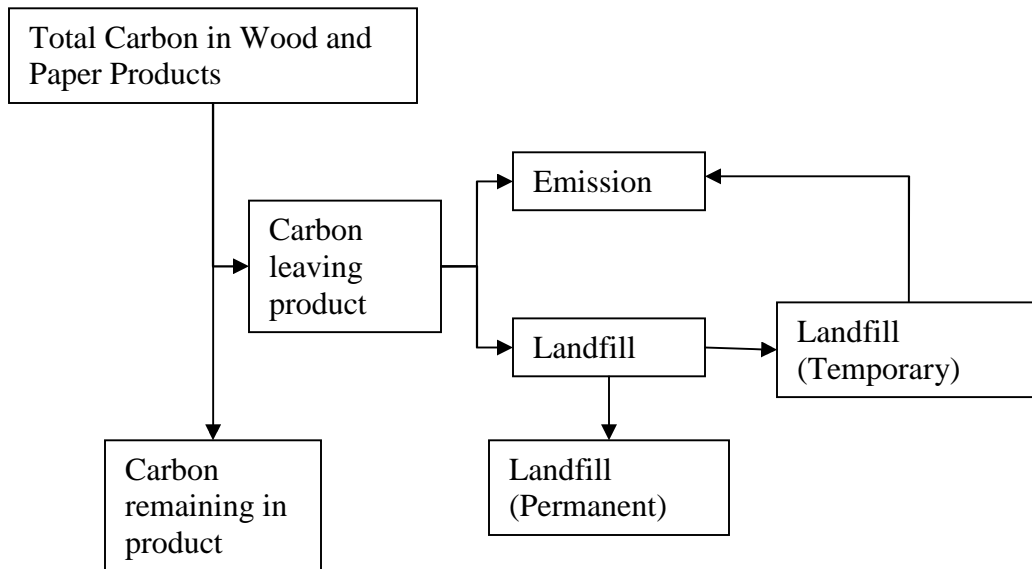 Total Carbon in Wood and
Paper Products
Emission
Carbon
leaving
product
Landfill
Landfill
(Temporary)
Carbon
remaining in
product
Landfill
(Permanent)